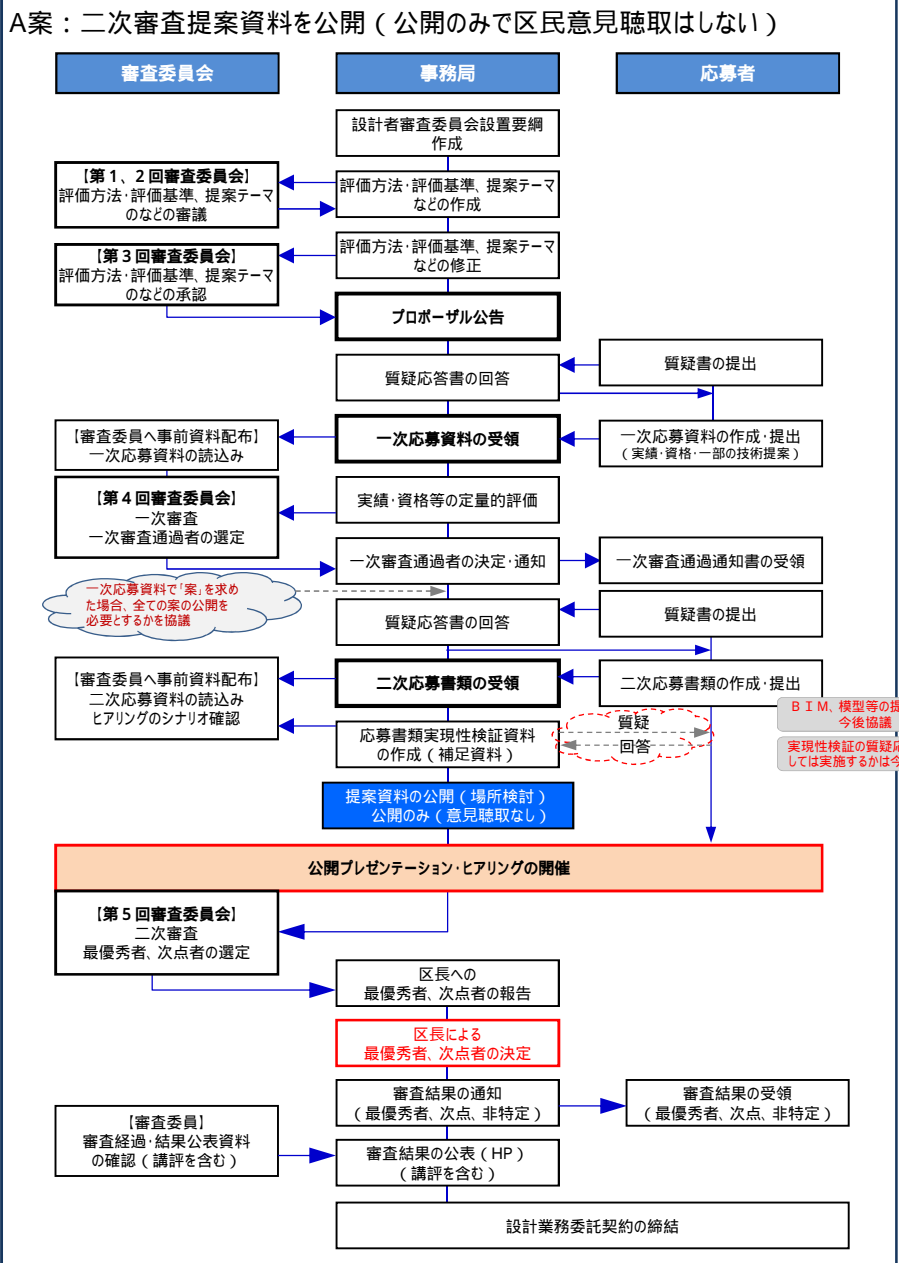 A案：二次審査提案資料を公開（公開のみで区民意見聴取はしない）
審査委員会
事務局
応募者
設計者審査委員会設置要綱
作成
【第１、２回審査委員会】
評価方法・評価基準、提案テーマ
のなどの審議
評価方法・評価基準、提案テーマ
などの作成
【第３回審査委員会】
評価方法・評価基準、提案テーマ
のなどの承認
評価方法・評価基準、提案テーマ
などの修正
プロポーザル公告
質疑応答書の回答
質疑書の提出
【審査委員へ事前資料配布】
一次応募資料の読込み
一次応募資料の受領
一次応募資料の作成・提出
（実績・資格・一部の技術提案）
【第４回審査委員会】
一次審査
一次審査通過者の選定
実績・資格等の定量的評価
一次審査通過者の決定・通知
一次審査通過通知書の受領
一次応募資料で「案」を求め
た場合、全ての案の公開を
必要とするかを協議
質疑応答書の回答
質疑書の提出
【審査委員へ事前資料配布】
二次応募資料の読込み
ヒアリングのシナリオ確認
二次応募書類の受領
二次応募書類の作成・提出
ＢＩＭ、模型等の提
今後協議
応募書類実現性検証資料
の作成（補足資料）
質疑
回答
実現性検証の質疑応
しては実施するかは今
提案資料の公開（場所検討）
公開のみ（意見聴取なし）
公開プレゼンテーション・ヒアリングの開催
【第５回審査委員会】
二次審査
最優秀者、次点者の選定
区長への
最優秀者、次点者の報告
区長による
最優秀者、次点者の決定
審査結果の通知
（最優秀者、次点、非特定）
審査結果の受領
（最優秀者、次点、非特定）
【審査委員】
審査経過・結果公表資料
の確認（講評を含む）
審査結果の公表（HP）
（講評を含む）
設計業務委託契約の締結